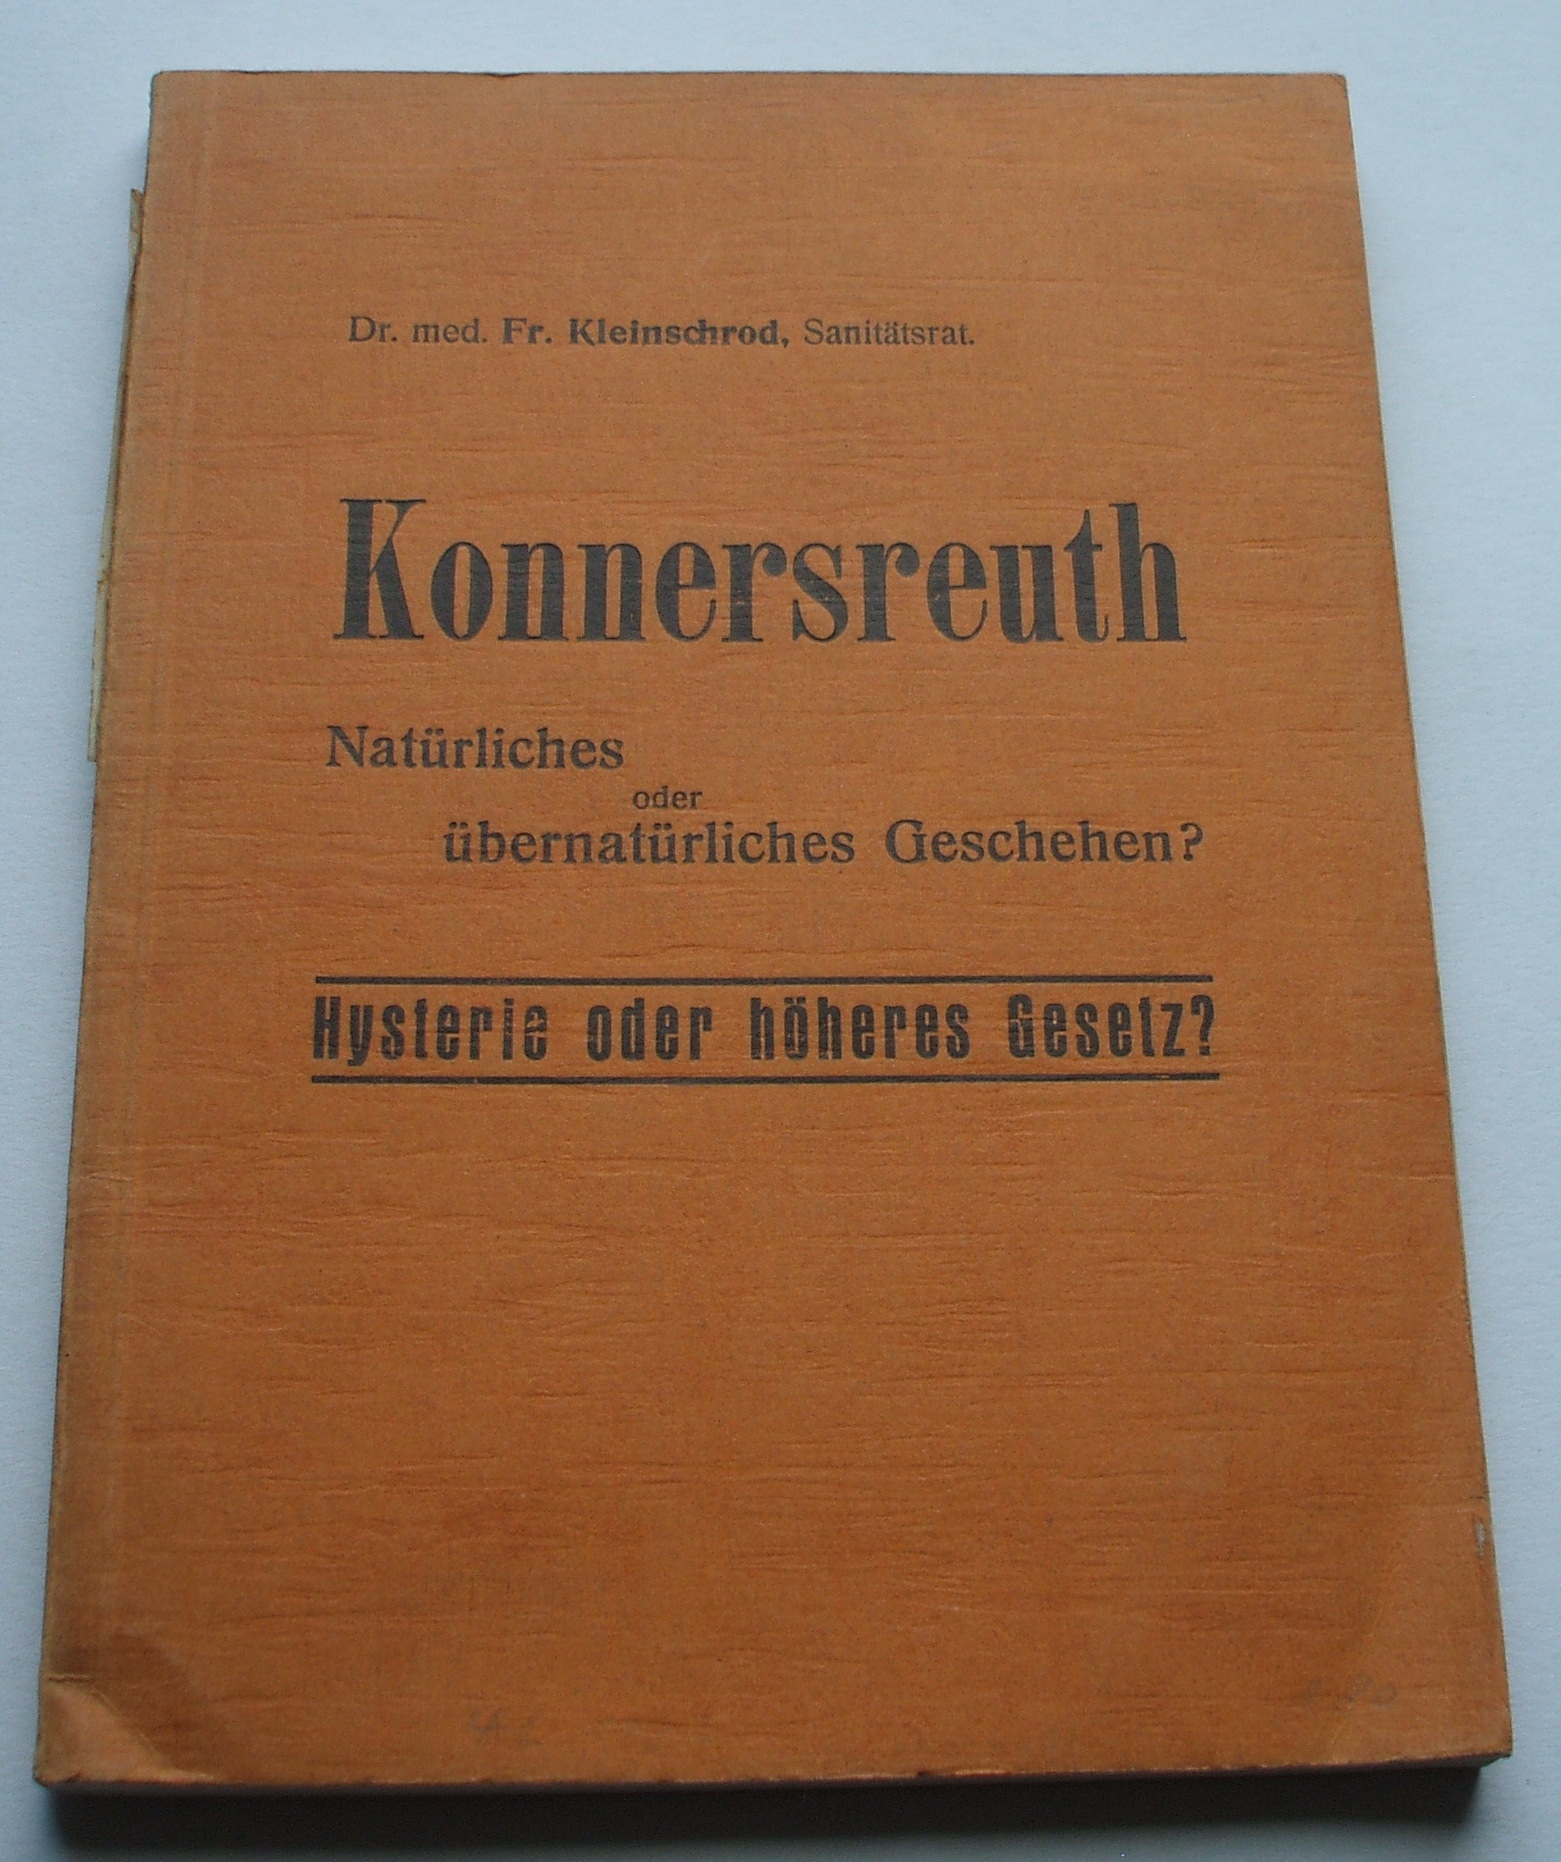 Dr. med. Fr. Kleinschrod, Sanitätsrat.
Konnersreuth
Natürliches
oder
übernatürliches Geschehen?
Hysterie oder höheres Gesetz?